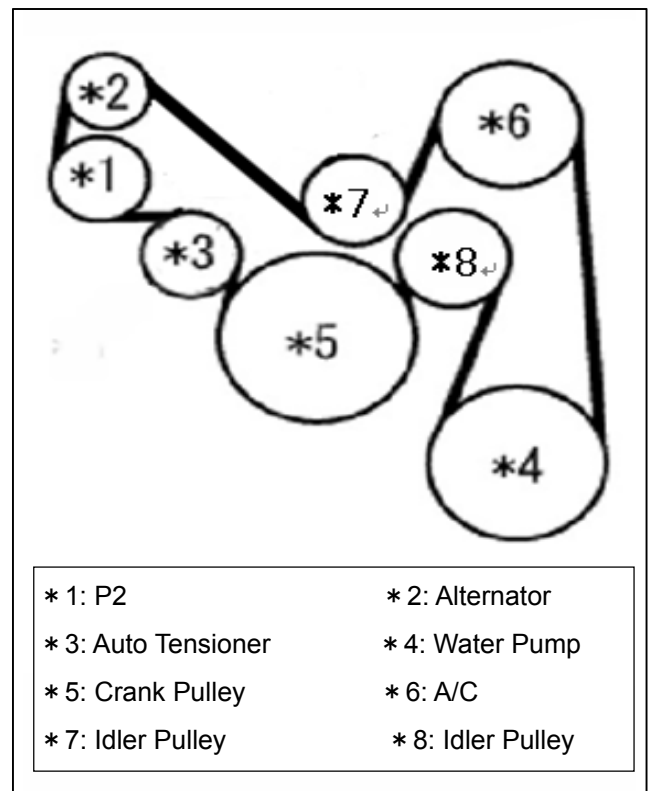 *2
*6
*1
*7↵
*3
*8↵
*5
*4
*1: P2 *2: Alternator
*3: Auto Tensioner *4: Water Pump
*5: Crank Pulley *6: A/C
*7: Idler Pulley *8: Idler Pulley